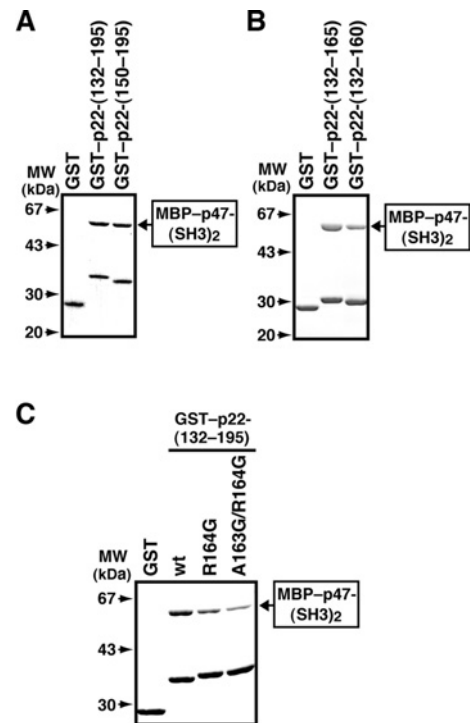 A
GST
GST–p22-(132–195)
GST–p22-(150–195)
MW
(kDa)
67
43
30
20
MBP–p47-
(SH3)2
B
GST
GST–p22-(132–165)
GST–p22-(132–160)
MW
(kDa)
67
43
30
20
MBP–p47-
(SH3)2
C
GST–p22-
(132–195)
GST
wt
R164G
A163G/R164G
MW
(kDa)
67
43
30
MBP–p47-
(SH3)2